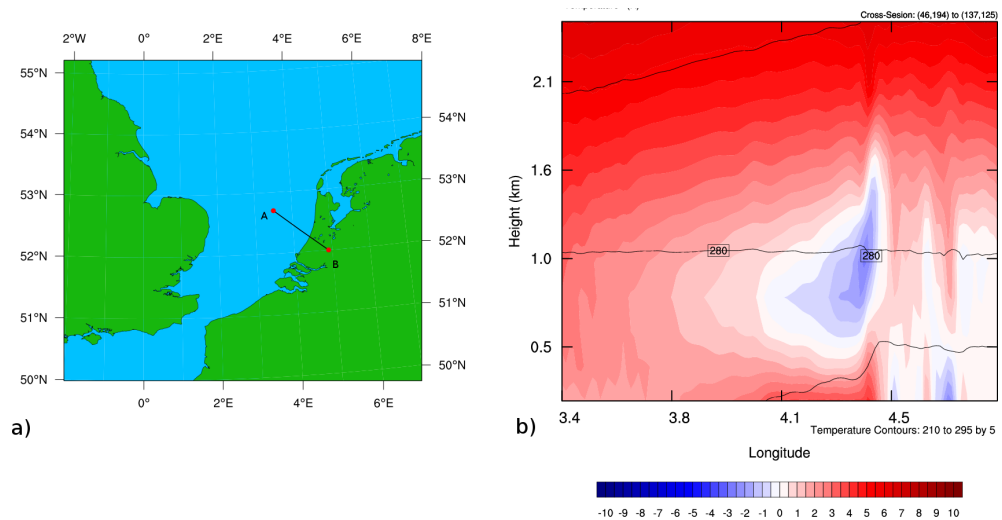 2°W 0° 2°E 4°E 6°E 8°E
55°N
54°N
53°N
52°N
51°N
50°N
54°N
53°N
52°N
51°N
50°N
A
B
0° 2°E 4°E 6°E
a)
Cross-Sesion: (46,194) to (137,125)
Height (km)
2.1
1.6
1.0
0.5
280
280
3.4 3.8 4.1 4.5
b)
Temperature Contours: 210 to 295 by 5
Longitude
-10 -9 -8 -7 -6 -5 -4 -3 -2 -1 0 1 2 3 4 5 6 7 8 9 10